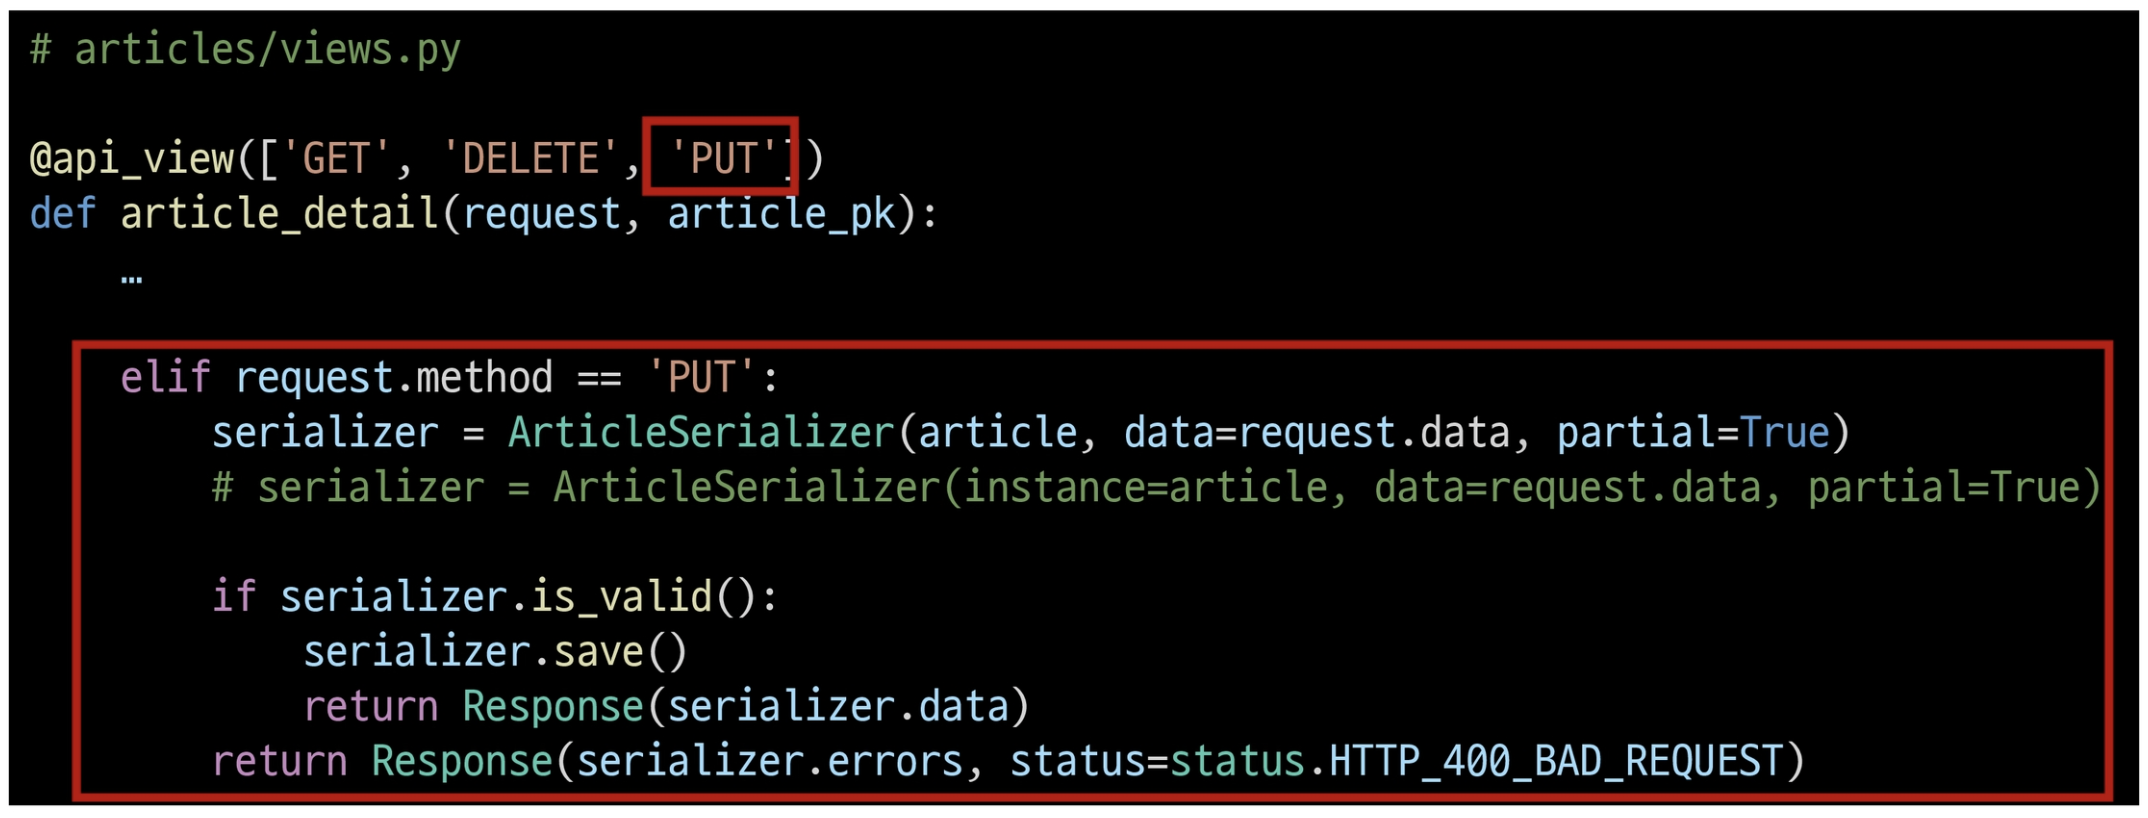 # articles/views.py
@api_view(['GET', 'DELETE', 'PUT'])
def article_detail(request, article_pk):
…
elif request.method == 'PUT':
serializer = ArticleSerializer(article, data=request.data, partial=True)
# serializer = ArticleSerializer(instance=article, data=request.data, partial=True)
if serializer.is_valid():
serializer.save()
return Response(serializer.data)
return Response(serializer.errors, status=status.HTTP_400_BAD_REQUEST)